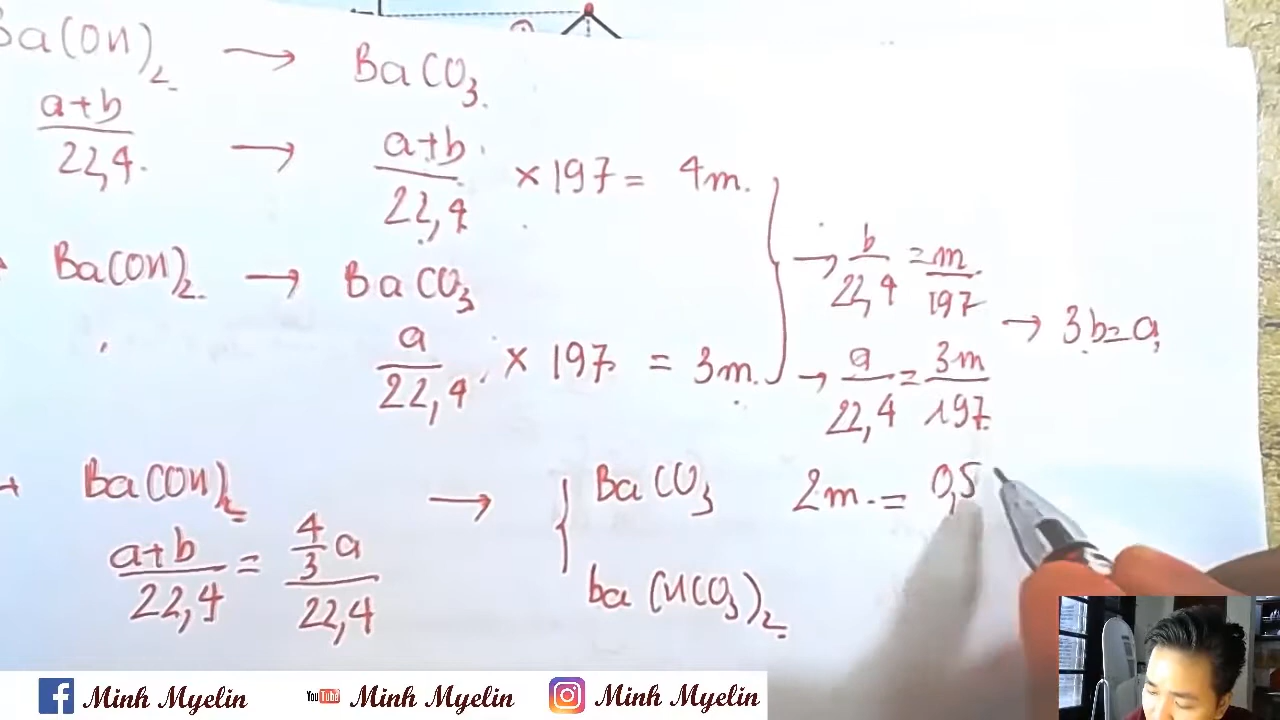 Ba(OH)₂ → BaCO₃
a+b/22,4 → a+b/22,4 × 197 = 4m
→ b/22,4 = m/197
Ba(OH)₂ → BaCO₃
→ 3b=a
a/22,4 × 197 = 3m
→ a/22,4 = 3m/197
Ba(OH)₂ → { BaCO₃ 2m = 0,5
a+b/22,4 = 4/3a/22,4
ba(HCO₃)₂
Minh Myelin YouTube Minh Myelin Minh Myelin